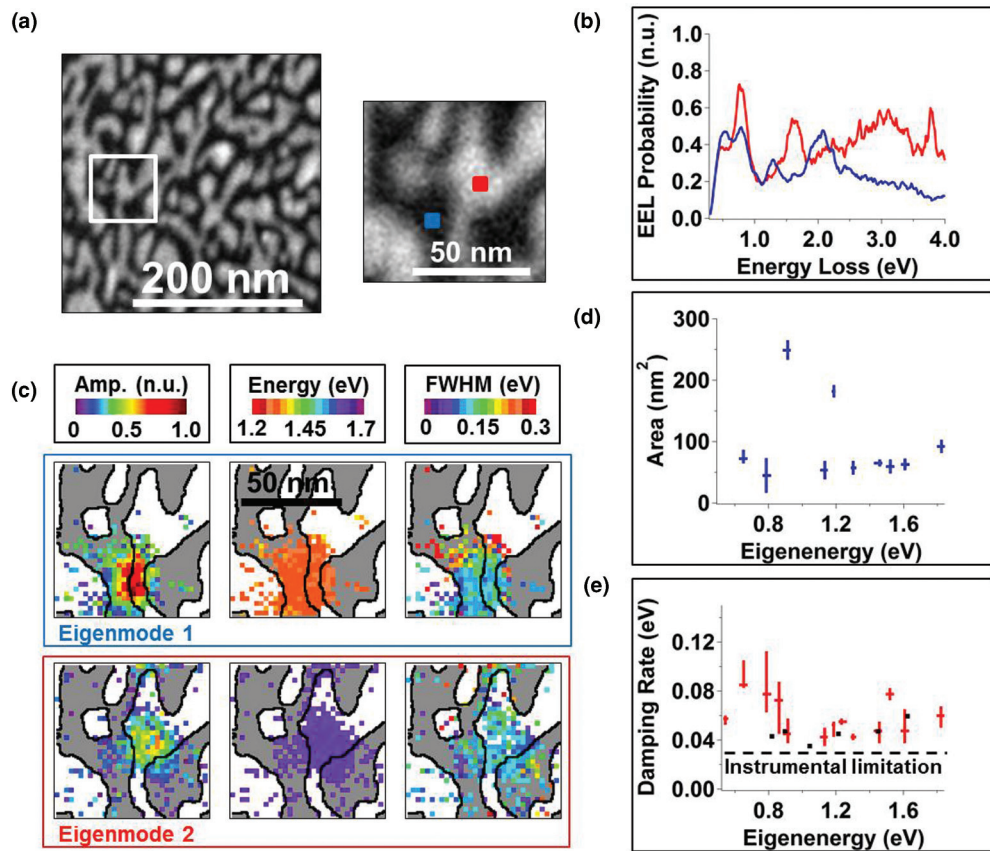 (a)
200 nm
50 nm
(b)
EEL Probability (n.u.)
1.0
0.8
0.6
0.4
0.2
0.0
1.0 2.0 3.0 4.0
Energy Loss (eV)
(c)
Amp. (n.u.)
0 0.5 1.0
Energy (eV)
1.2 1.45 1.7
FWHM (eV)
0 0.15 0.3
50 nm
Eigenmode 1
Eigenmode 2
(d)
Area (nm²)
300
200
100
0
0.8 1.2 1.6
Eigenenergy (eV)
(e)
Damping Rate (eV)
0.12
0.08
0.04
0.00
Instrumental limitation
0.8 1.2 1.6
Eigenenergy (eV)